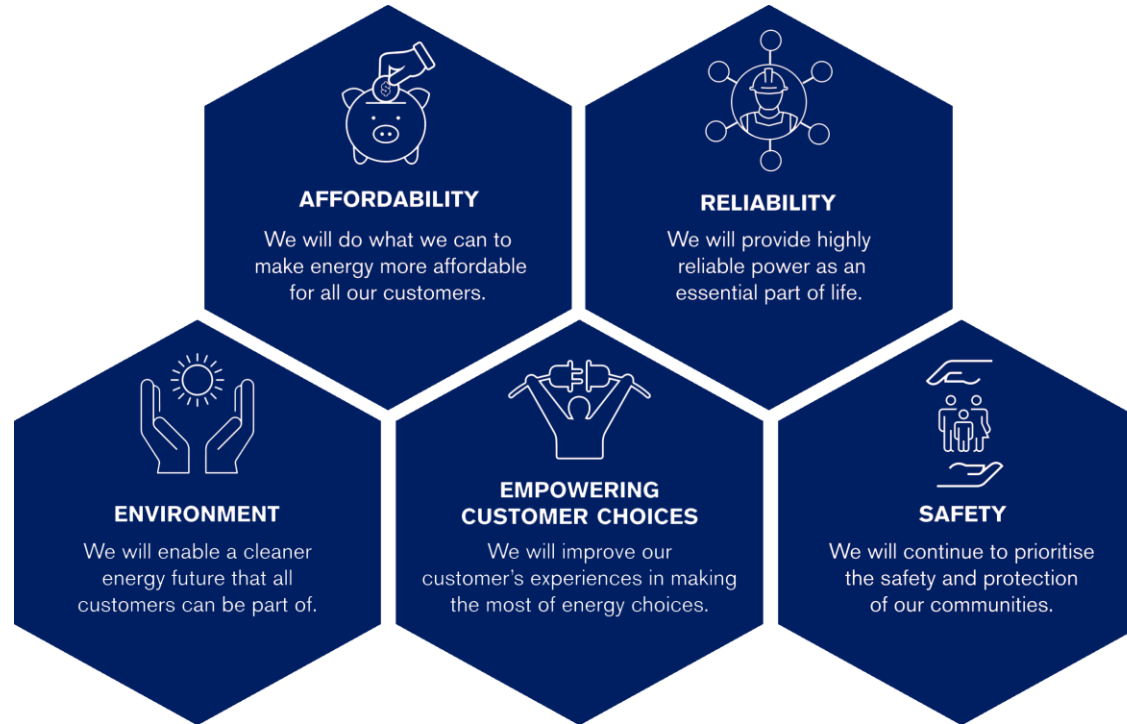 $
AFFORDABILITY
We will do what we can to
make energy more affordable
for all our customers.
RELIABILITY
We will provide highly
reliable power as an
essential part of life.
ENVIRONMENT
We will enable a cleaner
energy future that all
customers can be part of.
EMPOWERING
CUSTOMER CHOICES
We will improve our
customer’s experiences in making
the most of energy choices.
SAFETY
We will continue to prioritise
the safety and protection
of our communities.